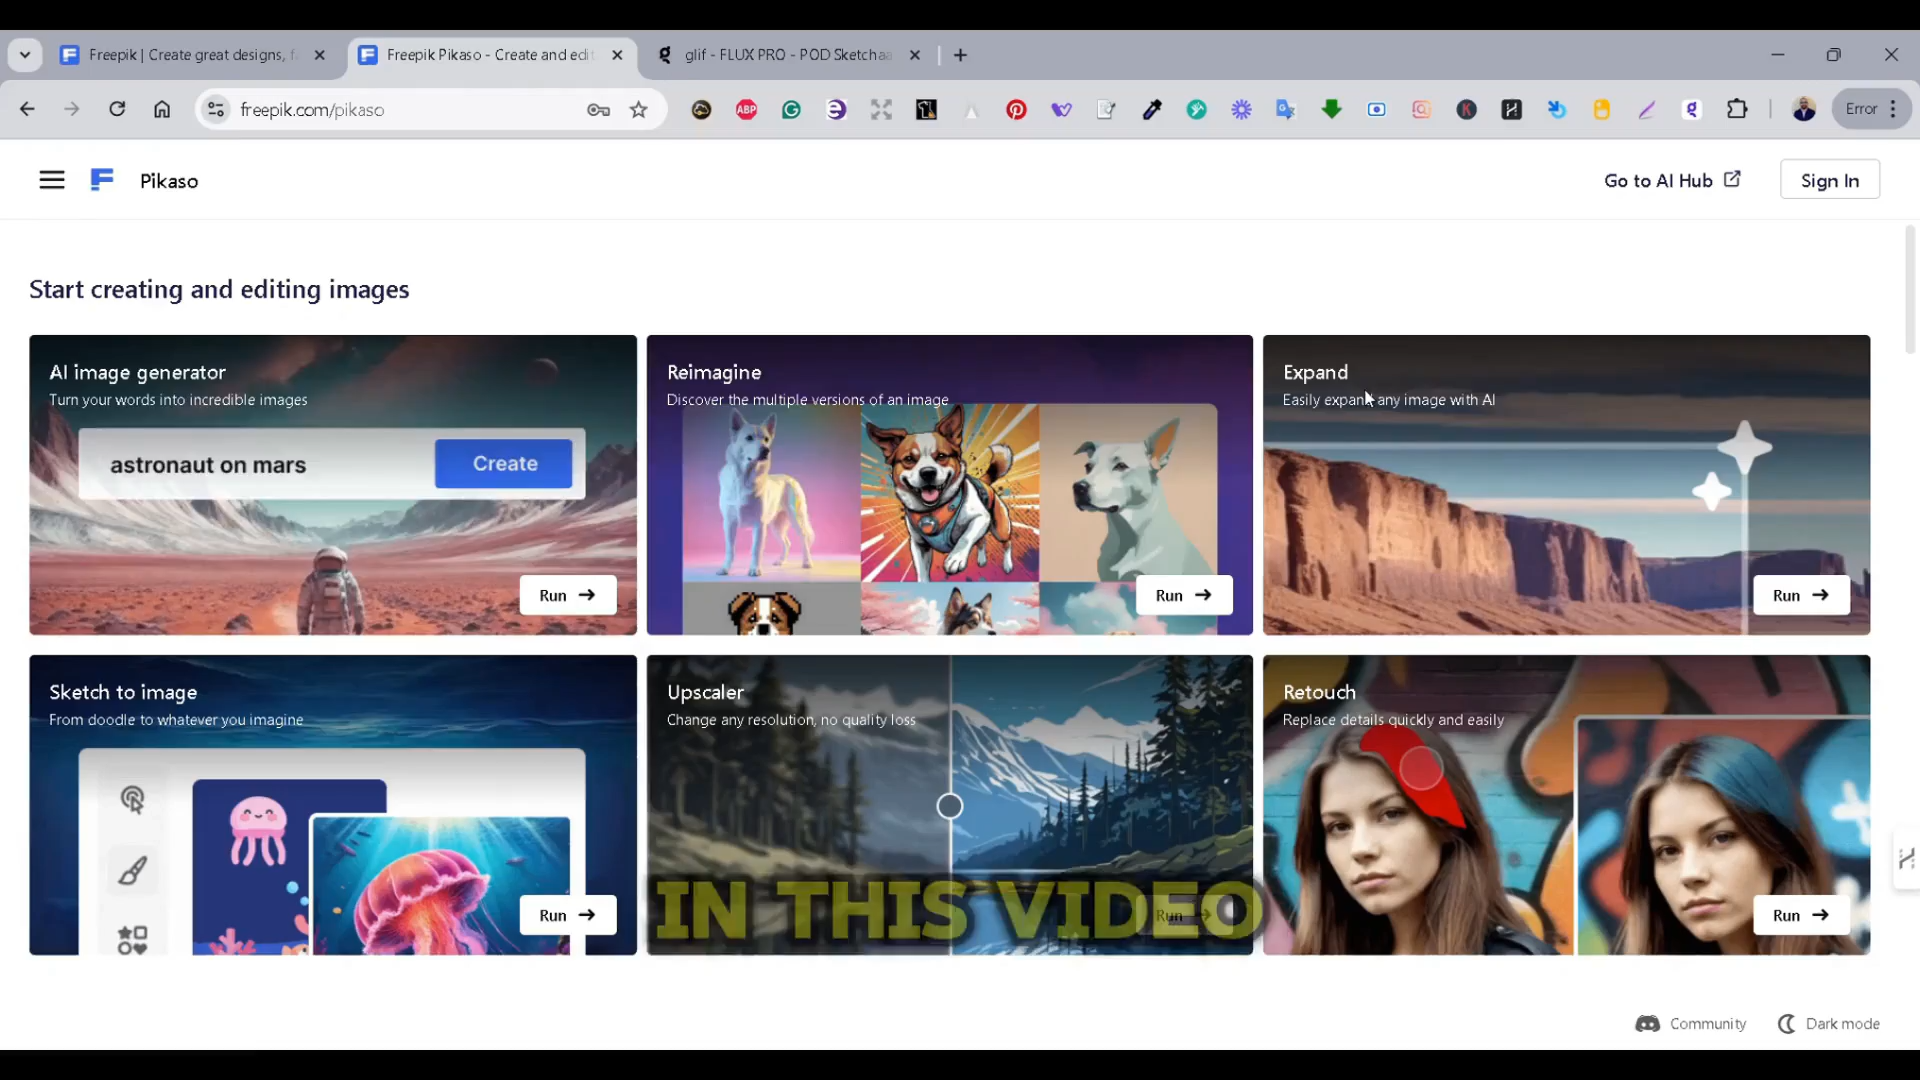 Freepik | Create great designs, f
Freepik Pikaso - Create and edi
glif - FLUX PRO - POD Sketchaa
freepik.com/pikaso
ABP
Error
Pikaso
Go to AI Hub
Sign In
Start creating and editing images
AI image generator
Turn your words into incredible images
astronaut on mars
Create
Run
Reimagine
Discover the multiple versions of an image
Run
Expand
Easily expand any image with AI
Run
Sketch to image
From doodle to whatever you imagine
Run
Upscaler
Change any resolution, no quality loss
Run
Retouch
Replace details quickly and easily
Run
IN THIS VIDEO
Community
Dark mode